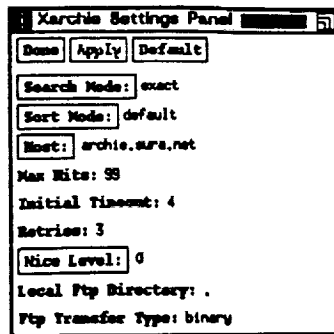 Xarchie Settings Panel
Done Apply Default
Search Mode: exact
Sort Mode: default
Host: archie.sura.net
Max Hits: 99
Initial Timeout: 4
Retries: 3
Nice Level: 0
Local Ftp Directory: .
Ftp Transfer Type: binary